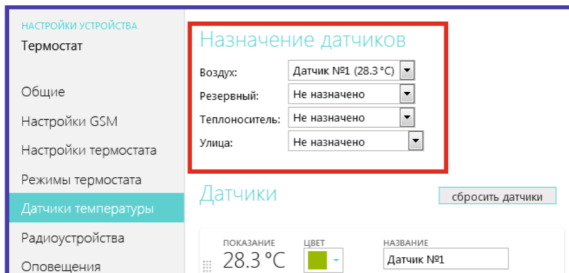 НАСТРОЙКИ УСТРОЙСТВА
Термостат
Общие
Настройки GSM
Настройки термостата
Режимы термостата
Датчики температуры
Радиоустройства
Оповещения
Назначение датчиков
Воздух: Датчик №1 (28.3 °C)
Резервный: Не назначено
Теплоноситель: Не назначено
Улица: Не назначено
Датчики сбросить датчики
ПОКАЗАНИЕ ЦВЕТ НАЗВАНИЕ
28.3 °C Датчик №1